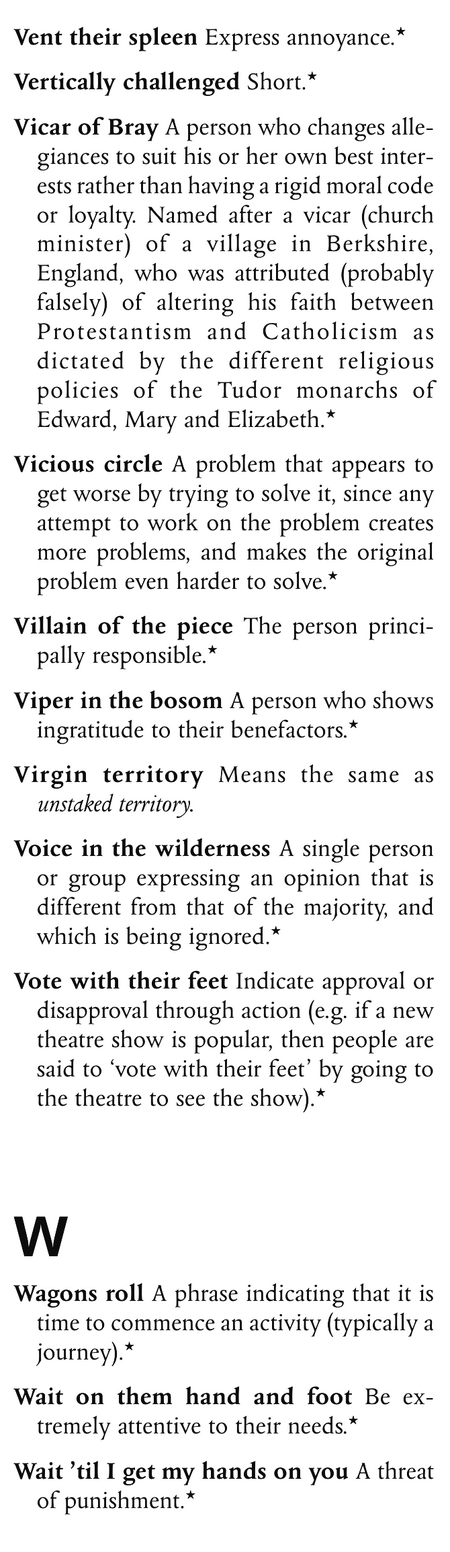 Vent their spleen Express annoyance.★
Vertically challenged Short.★
Vicar of Bray A person who changes alle-
giances to suit his or her own best inter-
ests rather than having a rigid moral code
or loyalty. Named after a vicar (church
minister) of a village in Berkshire,
England, who was attributed (probably
falsely) of altering his faith between
Protestantism and Catholicism as
dictated by the different religious
policies of the Tudor monarchs of
Edward, Mary and Elizabeth.★
Vicious circle A problem that appears to
get worse by trying to solve it, since any
attempt to work on the problem creates
more problems, and makes the original
problem even harder to solve.★
Villain of the piece The person princi-
pally responsible.★
Viper in the bosom A person who shows
ingratitude to their benefactors.★
Virgin territory Means the same as
unstaked territory.
Voice in the wilderness A single person
or group expressing an opinion that is
different from that of the majority, and
which is being ignored.★
Vote with their feet Indicate approval or
disapproval through action (e.g. if a new
theatre show is popular, then people are
said to ‘vote with their feet’ by going to
the theatre to see the show).★
W
Wagons roll A phrase indicating that it is
time to commence an activity (typically a
journey).★
Wait on them hand and foot Be ex-
tremely attentive to their needs.★
Wait ’til I get my hands on you A threat
of punishment.★